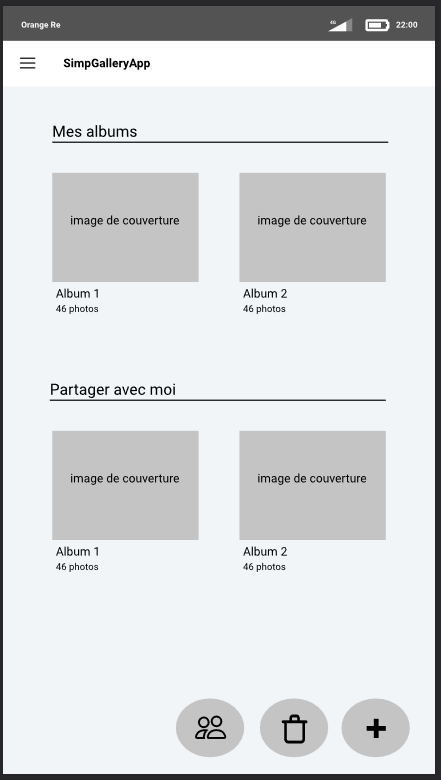 Orange Re 4G 22:00
SimpGalleryApp
Mes albums
image de couverture image de couverture
Album 1 Album 2
46 photos 46 photos
Partager avec moi
image de couverture image de couverture
Album 1 Album 2
46 photos 46 photos